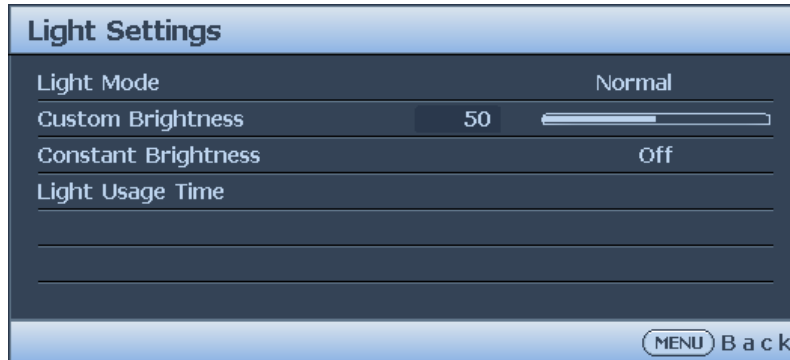 Light Settings
Light Mode Normal
Custom Brightness 50
Constant Brightness Off
Light Usage Time
MENU Back